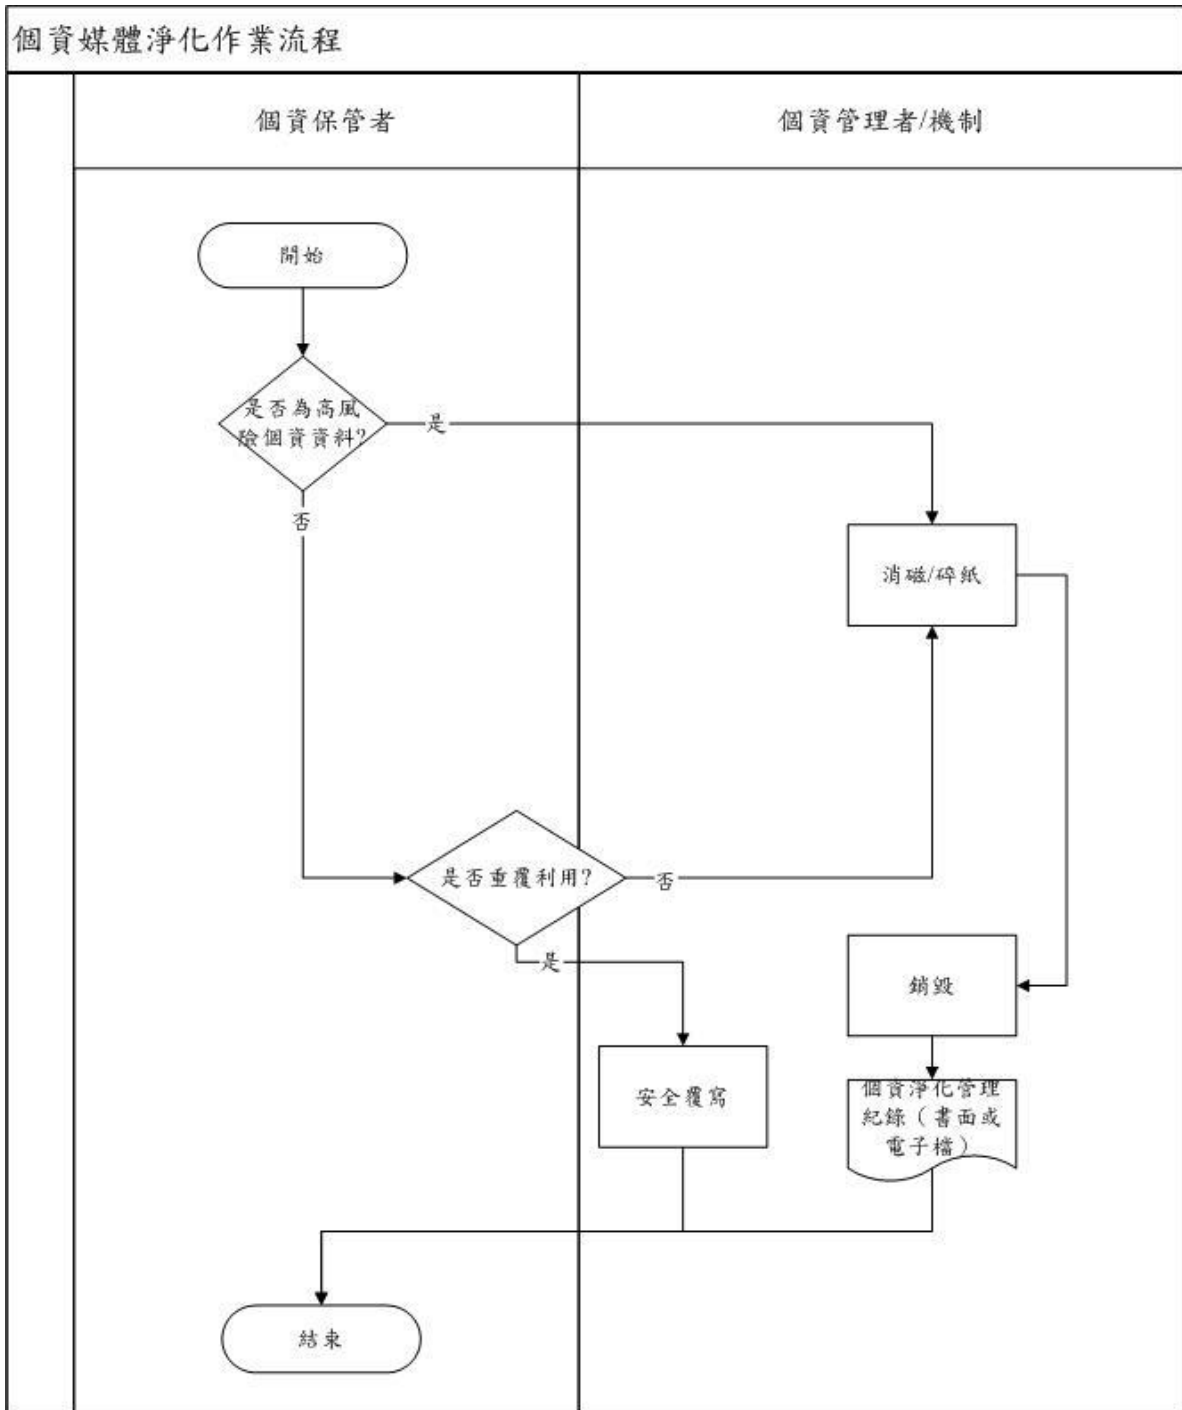 個資媒體淨化作業流程
個資保管者
個資管理者/機制
開始
是否為高風
險個資資料?
是
否
消磁/碎紙
是否重覆利用?
否
是
銷毀
安全覆寫
個資淨化管理
紀錄（書面或
電子檔）
結束